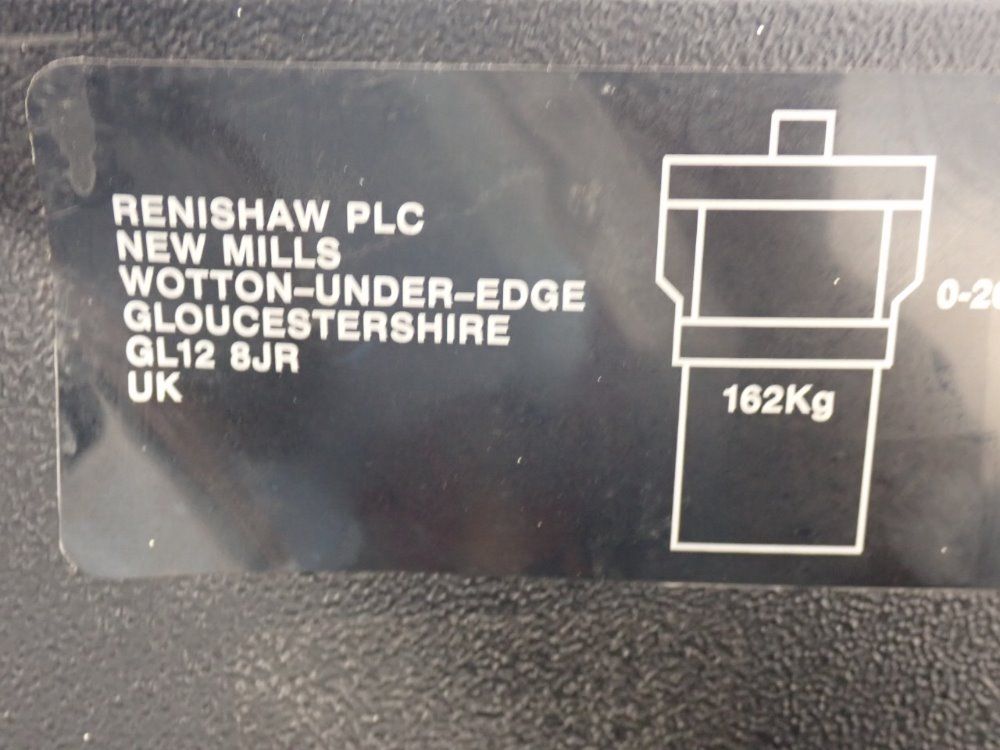 RENISHAW PLC
NEW MILLS
WOTTON-UNDER-EDGE
GLOUCESTERSHIRE
GL12 8JR
UK
162Kg